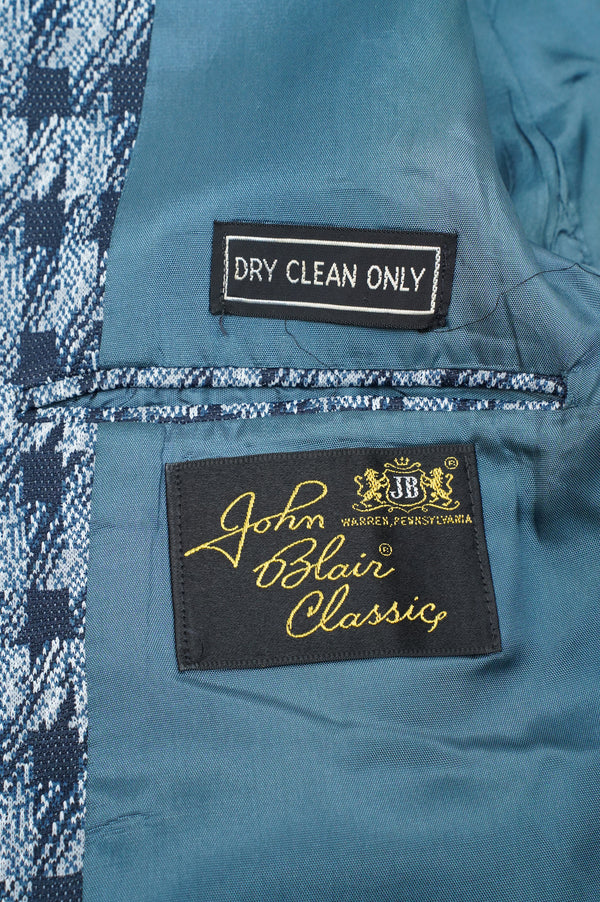 DRY CLEAN ONLY
®
JB
WARREN, PENNSYLVANIA
John
Blair®
Classic